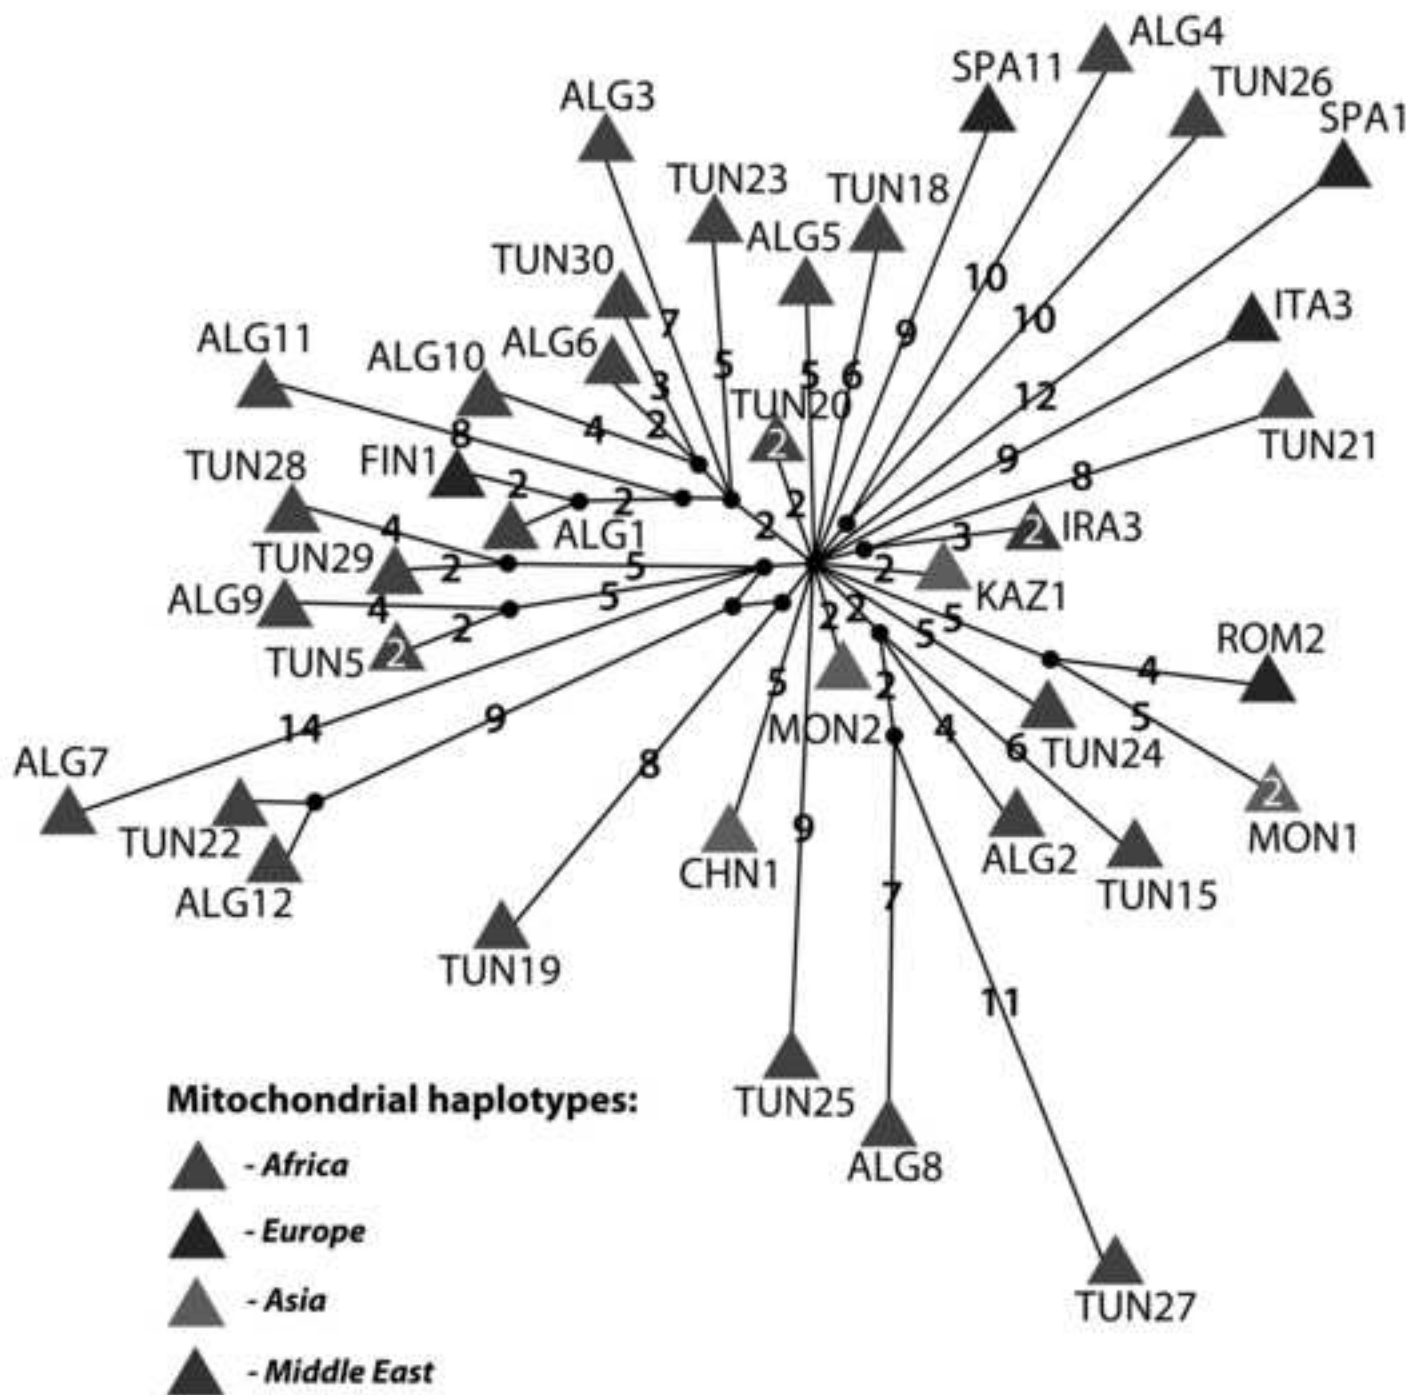 ALG4
SPA11
TUN26
ALG3
SPA1
TUN23
TUN18
ALG5
TUN30
10
ITA3
7
10
9
ALG11
ALG6
ALG10
5
5
6
3
12
TUN20
2
4
8
2
TUN21
9
FIN1
TUN28
8
2
2
2
2
4
ALG1
2
IRA3
3
TUN29
2
5
2
KAZ1
ALG9
4
5
2
2
5
2
5
ROM2
TUN5
2
4
5
2
14
9
MON2
4
5
6
TUN24
ALG7
8
2
MON1
TUN22
9
CHN1
ALG2
TUN15
ALG12
7
TUN19
11
TUN25
Mitochondrial haplotypes:
ALG8
- Africa
- Europe
- Asia
TUN27
- Middle East